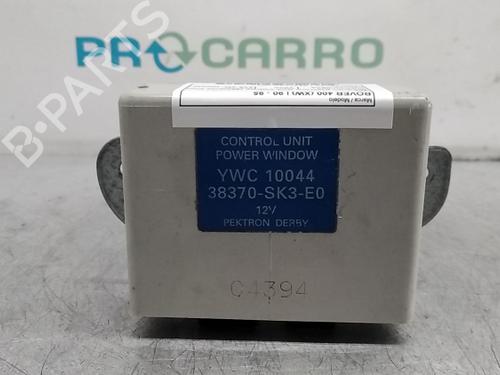 PROCARRO
B-PARTS
Marca / Modelo
ROVER 400 (XW) | 90 - 95
CONTROL UNIT
POWER WINDOW
YWC 10044
38370-SK3-E0
12V
PEKTRON DERBY
C4394